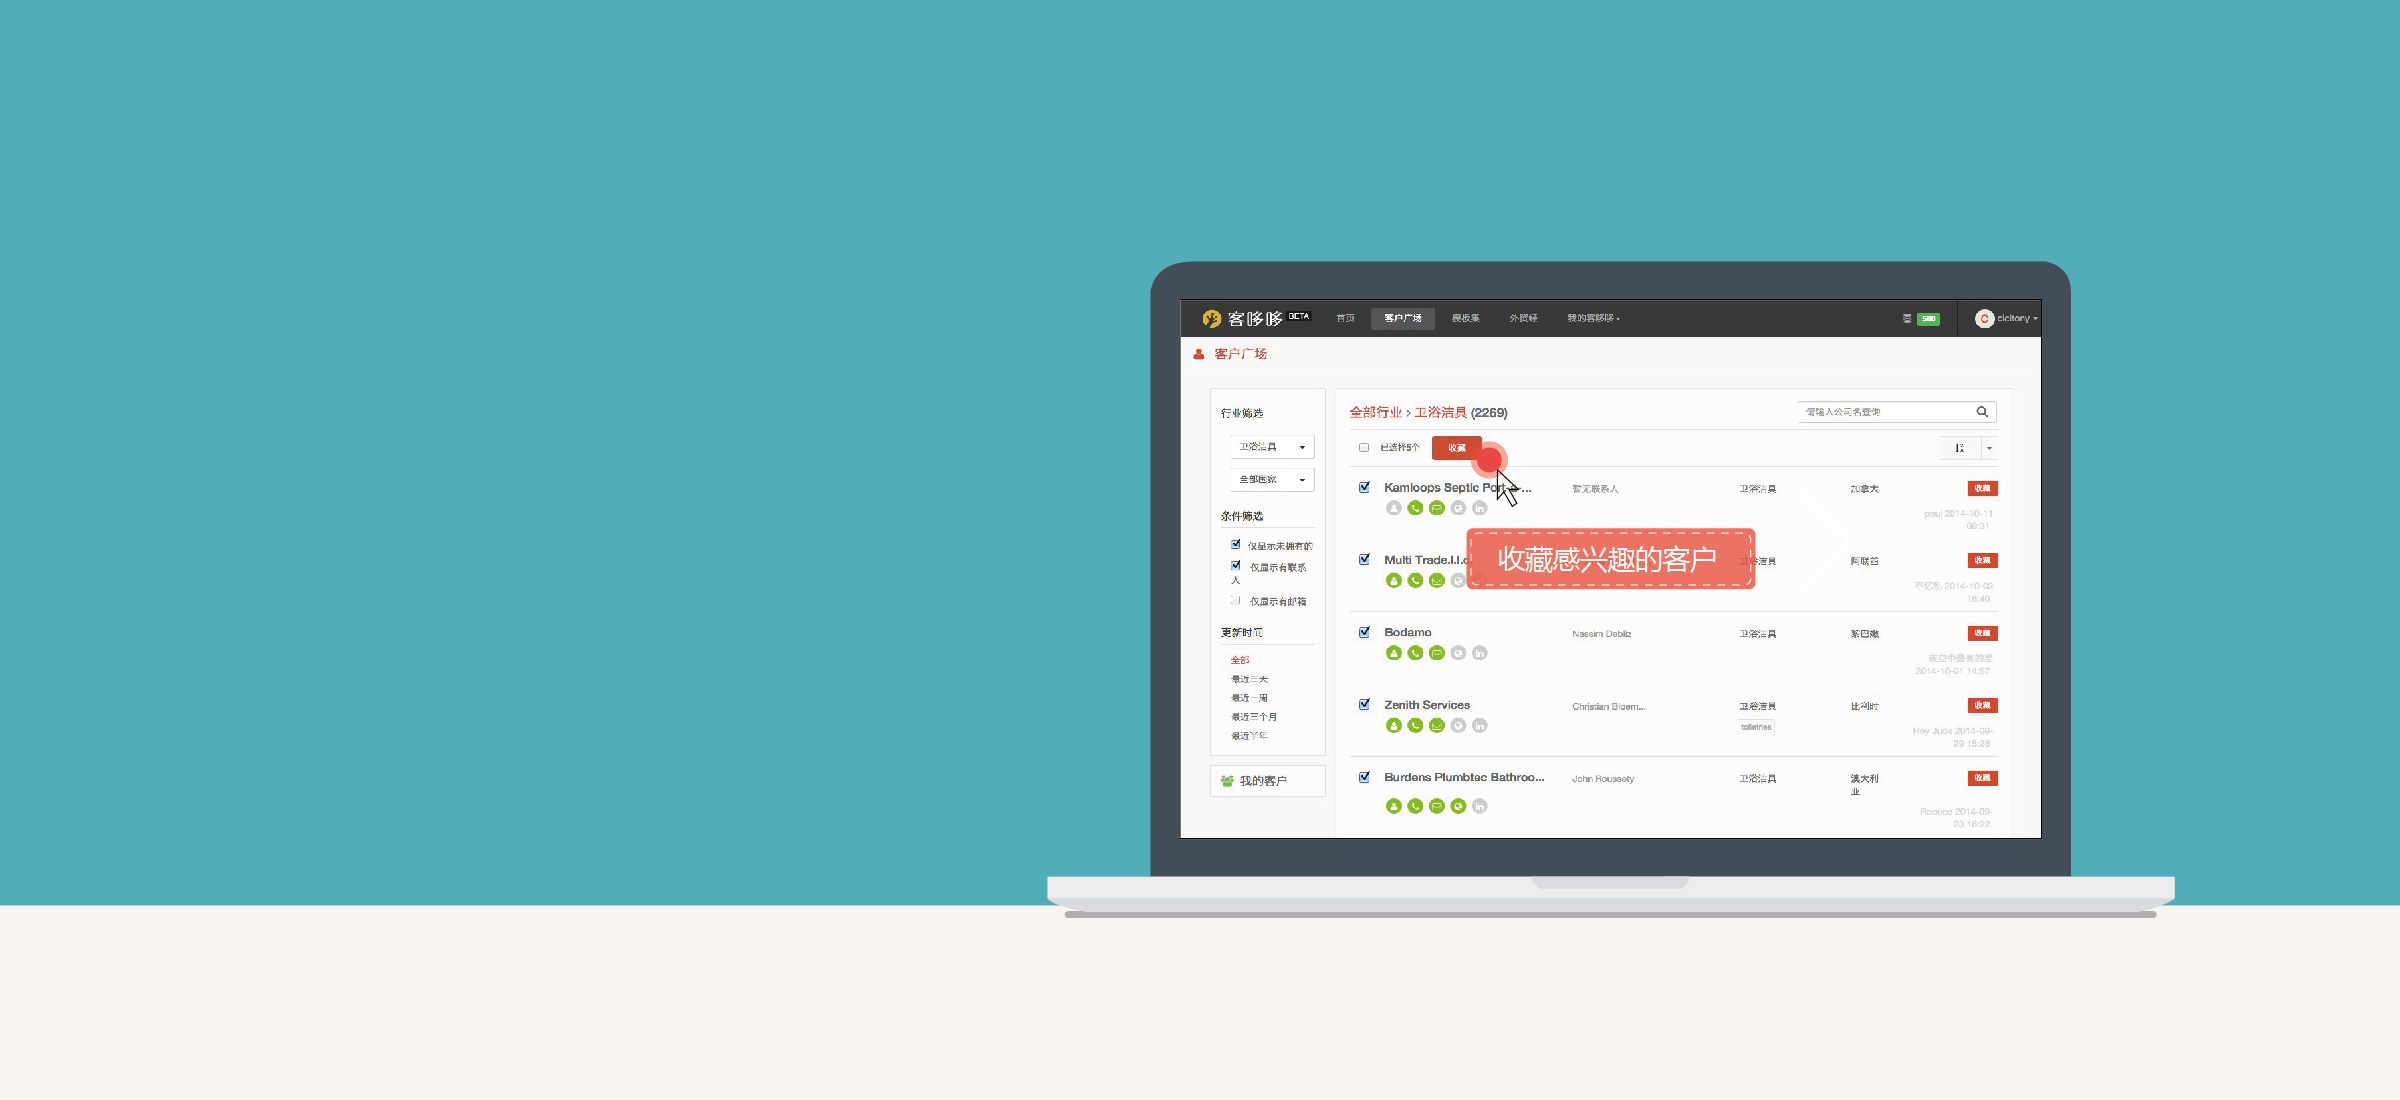 客哆哆 BETA 首页 客户广场 模板集 外贸经 我的客哆哆 580 cicitony
客户广场
行业筛选
卫浴洁具
全部国家
条件筛选
仅显示未拥有的
仅显示有联系
人
仅显示有邮箱
更新时间
全部
最近三天
最近一周
最近三个月
最近半年
我的客户
全部行业 › 卫浴洁具 (2269) 请输入公司名查询
已选择5个 收藏
Kamloops Septic Port-a-... 暂无联系人 卫浴洁具 加拿大 收藏
poul 2014-10-11
09:31
收藏感兴趣的客户
Multi Trade.l.l.c 卫浴洁具 阿联酋 收藏
不忆乱 2014-10-02
16:40
Bodamo Nassim Debliz 卫浴洁具 黎巴嫩 收藏
夜空中最亮的星
2014-10-01 14:57
Zenith Services Christian Bloem... 卫浴洁具 比利时 收藏
toiletries
Hey Jude 2014-09-
29 15:28
Burdens Plumbtec Bathroo... John Roussety 卫浴洁具 澳大利
亚 收藏
Rococo 2014-09-
23 16:22